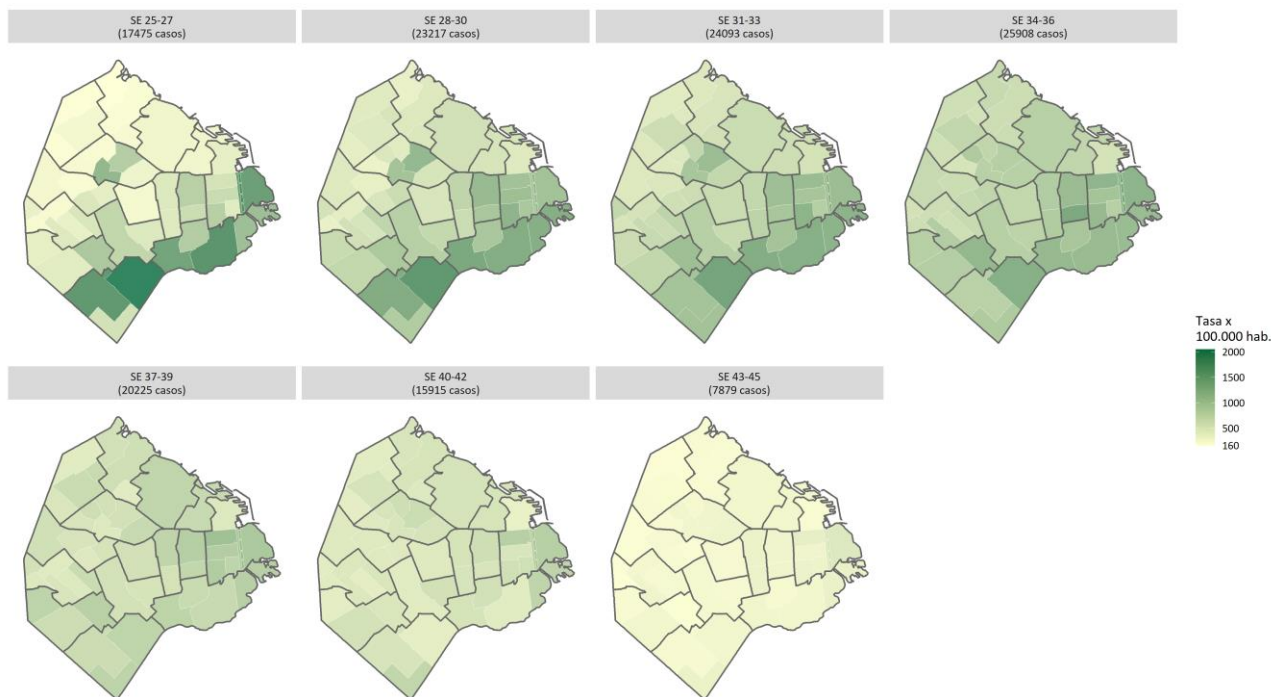 SE 25-27
(17475 casos)
SE 28-30
(23217 casos)
SE 31-33
(24093 casos)
SE 34-36
(25908 casos)
Tasa x
100.000 hab.
2000
1500
1000
500
160
SE 37-39
(20225 casos)
SE 40-42
(15915 casos)
SE 43-45
(7879 casos)